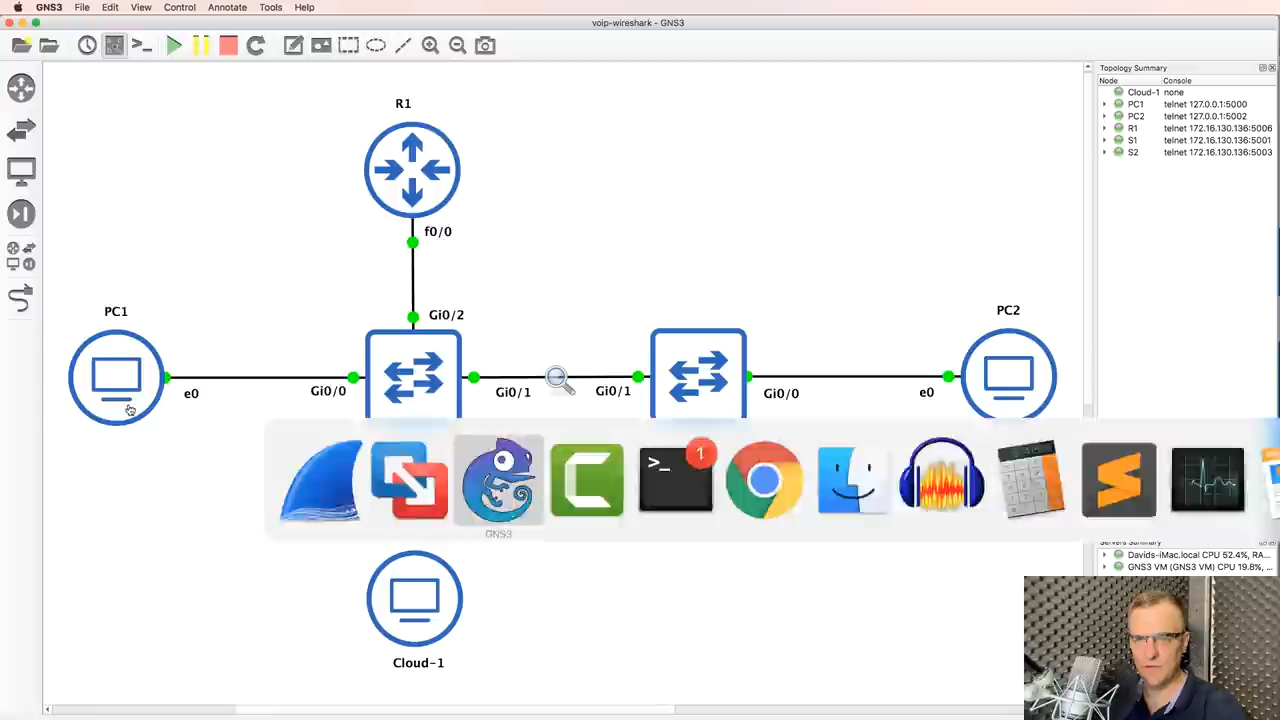 GNS3 File Edit View Control Annotate Tools Help
voip-wireshark - GNS3
Topology Summary
Node Console
Cloud-1 none
PC1 telnet 127.0.0.1:5000
PC2 telnet 127.0.0.1:5002
R1 172.16.130.136:5006
S1 telnet 172.16.130.136:5001
S2 telnet 172.16.130.136:5003
R1
f0/0
Gi0/2
PC1
PC2
e0
Gi0/0
Gi0/1
Gi0/1
Gi0/0
e0
>_
1
GNS3
Servers Summary
Davids-iMac.local CPU 52.4%, RA...
GNS3 VM (GNS3 VM) CPU 19.8%, ...
Cloud-1